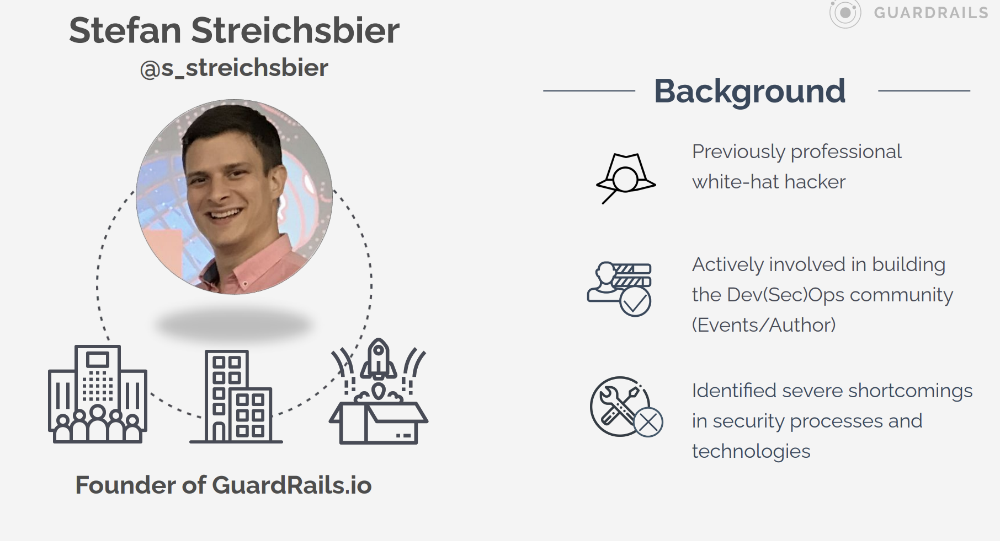 GUARDRAILS
Stefan Streichsbier
@s_streichsbier
Founder of GuardRails.io
Background
Previously professional
white-hat hacker
Actively involved in building
the Dev(Sec)Ops community
(Events/Author)
Identified severe shortcomings
in security processes and
technologies